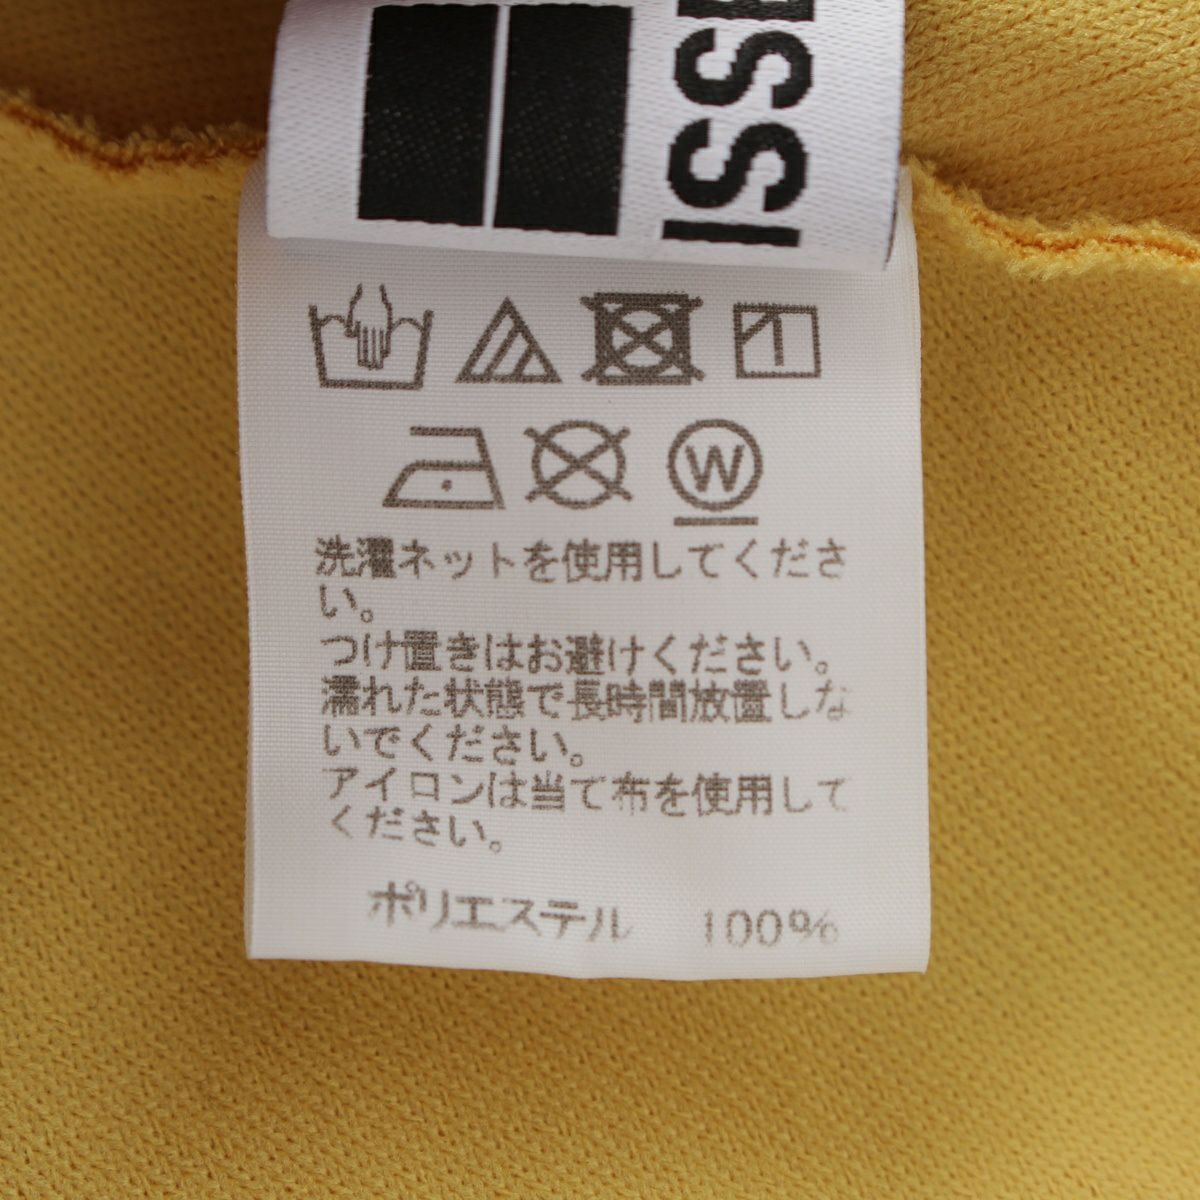 ISSE
W
洗濯ネットを使用してくださ
い。
つけ置きはお避けください。
濡れた状態で長時間放置しな
いでください。
アイロンは当て布を使用して
ください。
ポリエステル 100%